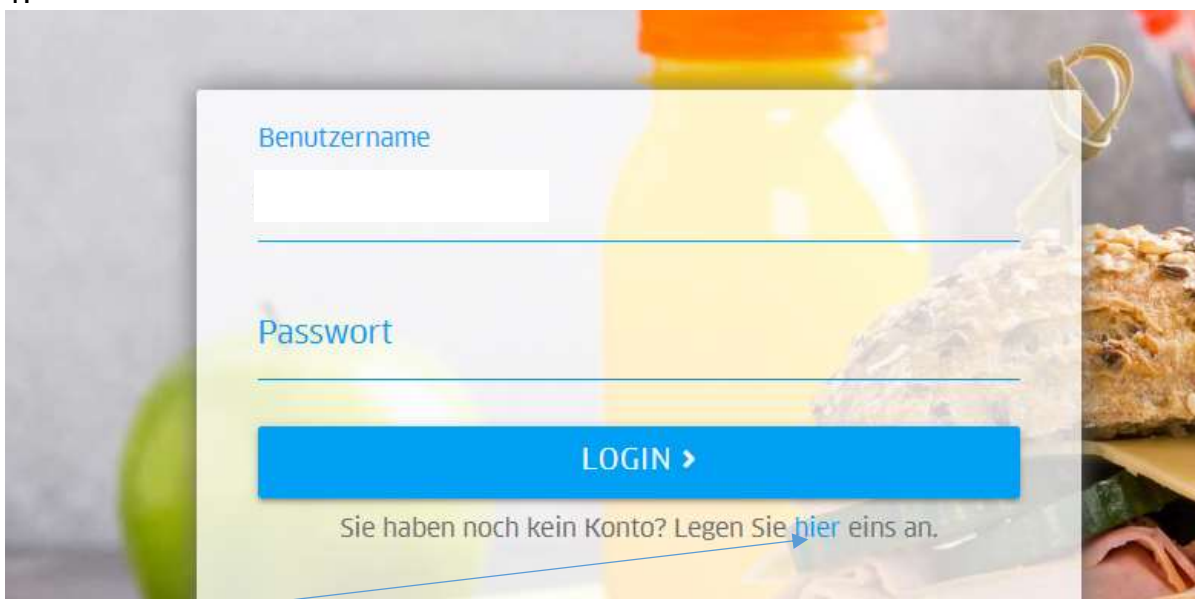 Benutzername
Passwort
LOGIN >
Sie haben noch kein Konto? Legen Sie hier eins an.